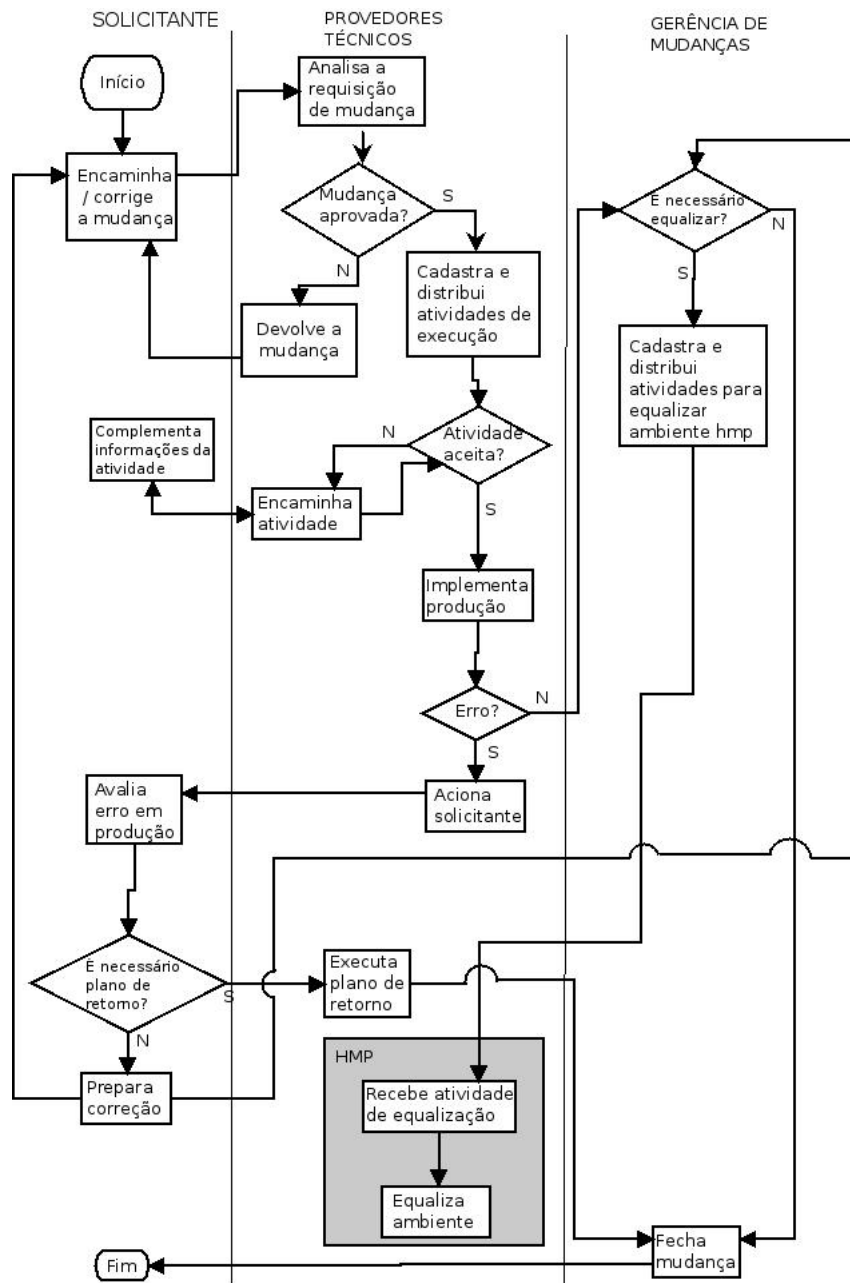 SOLICITANTE
PROVEDORES
TÉCNICOS
GERÊNCIA DE
MUDANÇAS
Início
Analisa a
requisição
de mudança
Encaminha
/ corrige
a mudança
Mudança
aprovada?
S
N
É necessário
equalizar?
N
S
Devolve a
mudança
Cadastra e
distribui
atividades de
execução
Cadastra e
distribui
atividades para
equalizar
ambiente hmp
Complementa
informações da
atividade
N
Atividade
aceita?
S
Encaminha
atividade
Implementa
produção
Erro?
N
S
Avalia
erro em
produção
Aciona
solicitante
É necessário
plano de
retorno?
S
N
Executa
plano de
retorno
Prepara
correção
HMP
Recebe atividade
de equalização
Equaliza
ambiente
Fecha
mudança
Fim